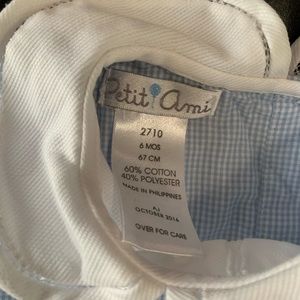 Petit Ami
2710
6 MOS
67 CM
60% COTTON
40% POLYESTER
MADE IN PHILIPPINES
AJ
OCTOBER 2014
OVER FOR CARE